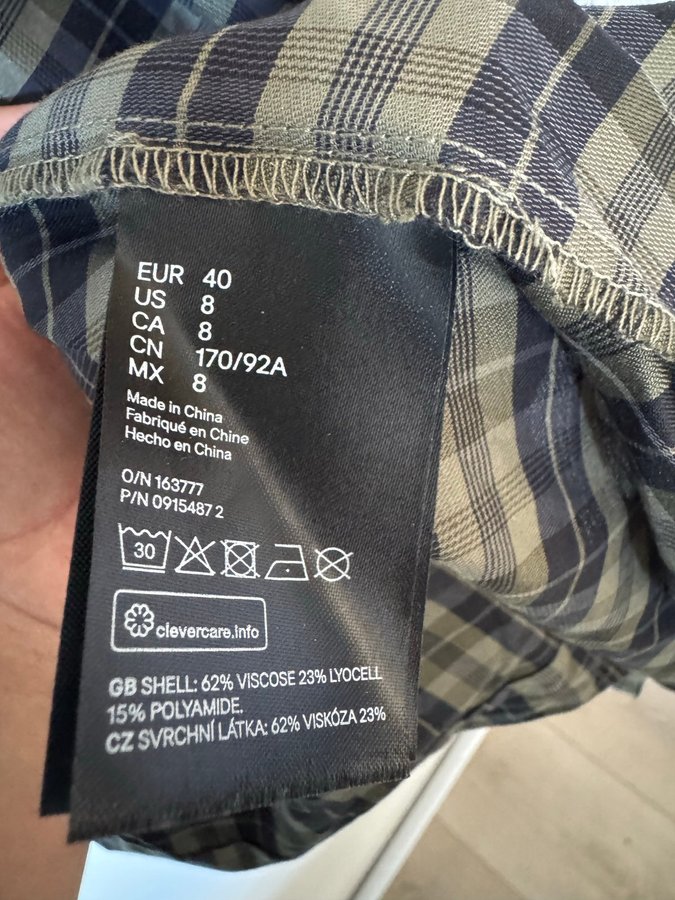 EUR 40
US 8
CA 8
CN 170/92A
MX 8
Made in China
Fabriqué en Chine
Hecho en China
O/N 163777
P/N 0915487 2
30
clevercare.info
GB SHELL: 62% VISCOSE 23% LYOCELL
15% POLYAMIDE.
CZ SVRCHNÍ LÁTKA: 62% VISKÓZA 23%